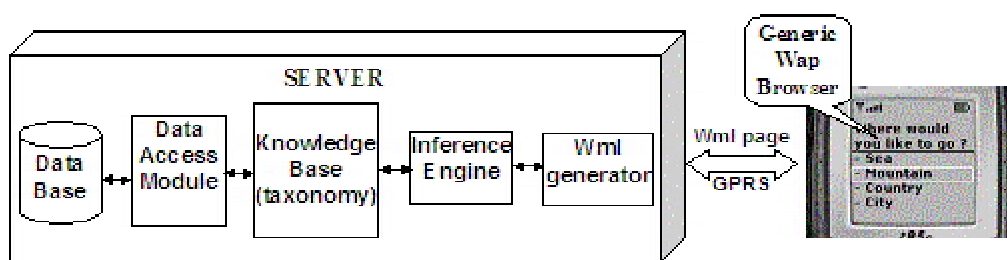 SERVER
Data
Base
Data
Access
Module
Knowledge
Base
(taxonomy)
Inference
Engine
Wml
generator
Wml page
GPRS
Generic
Wap
Browser
where would
you like to go ?
- Sea
- Mountain
- Country
- City